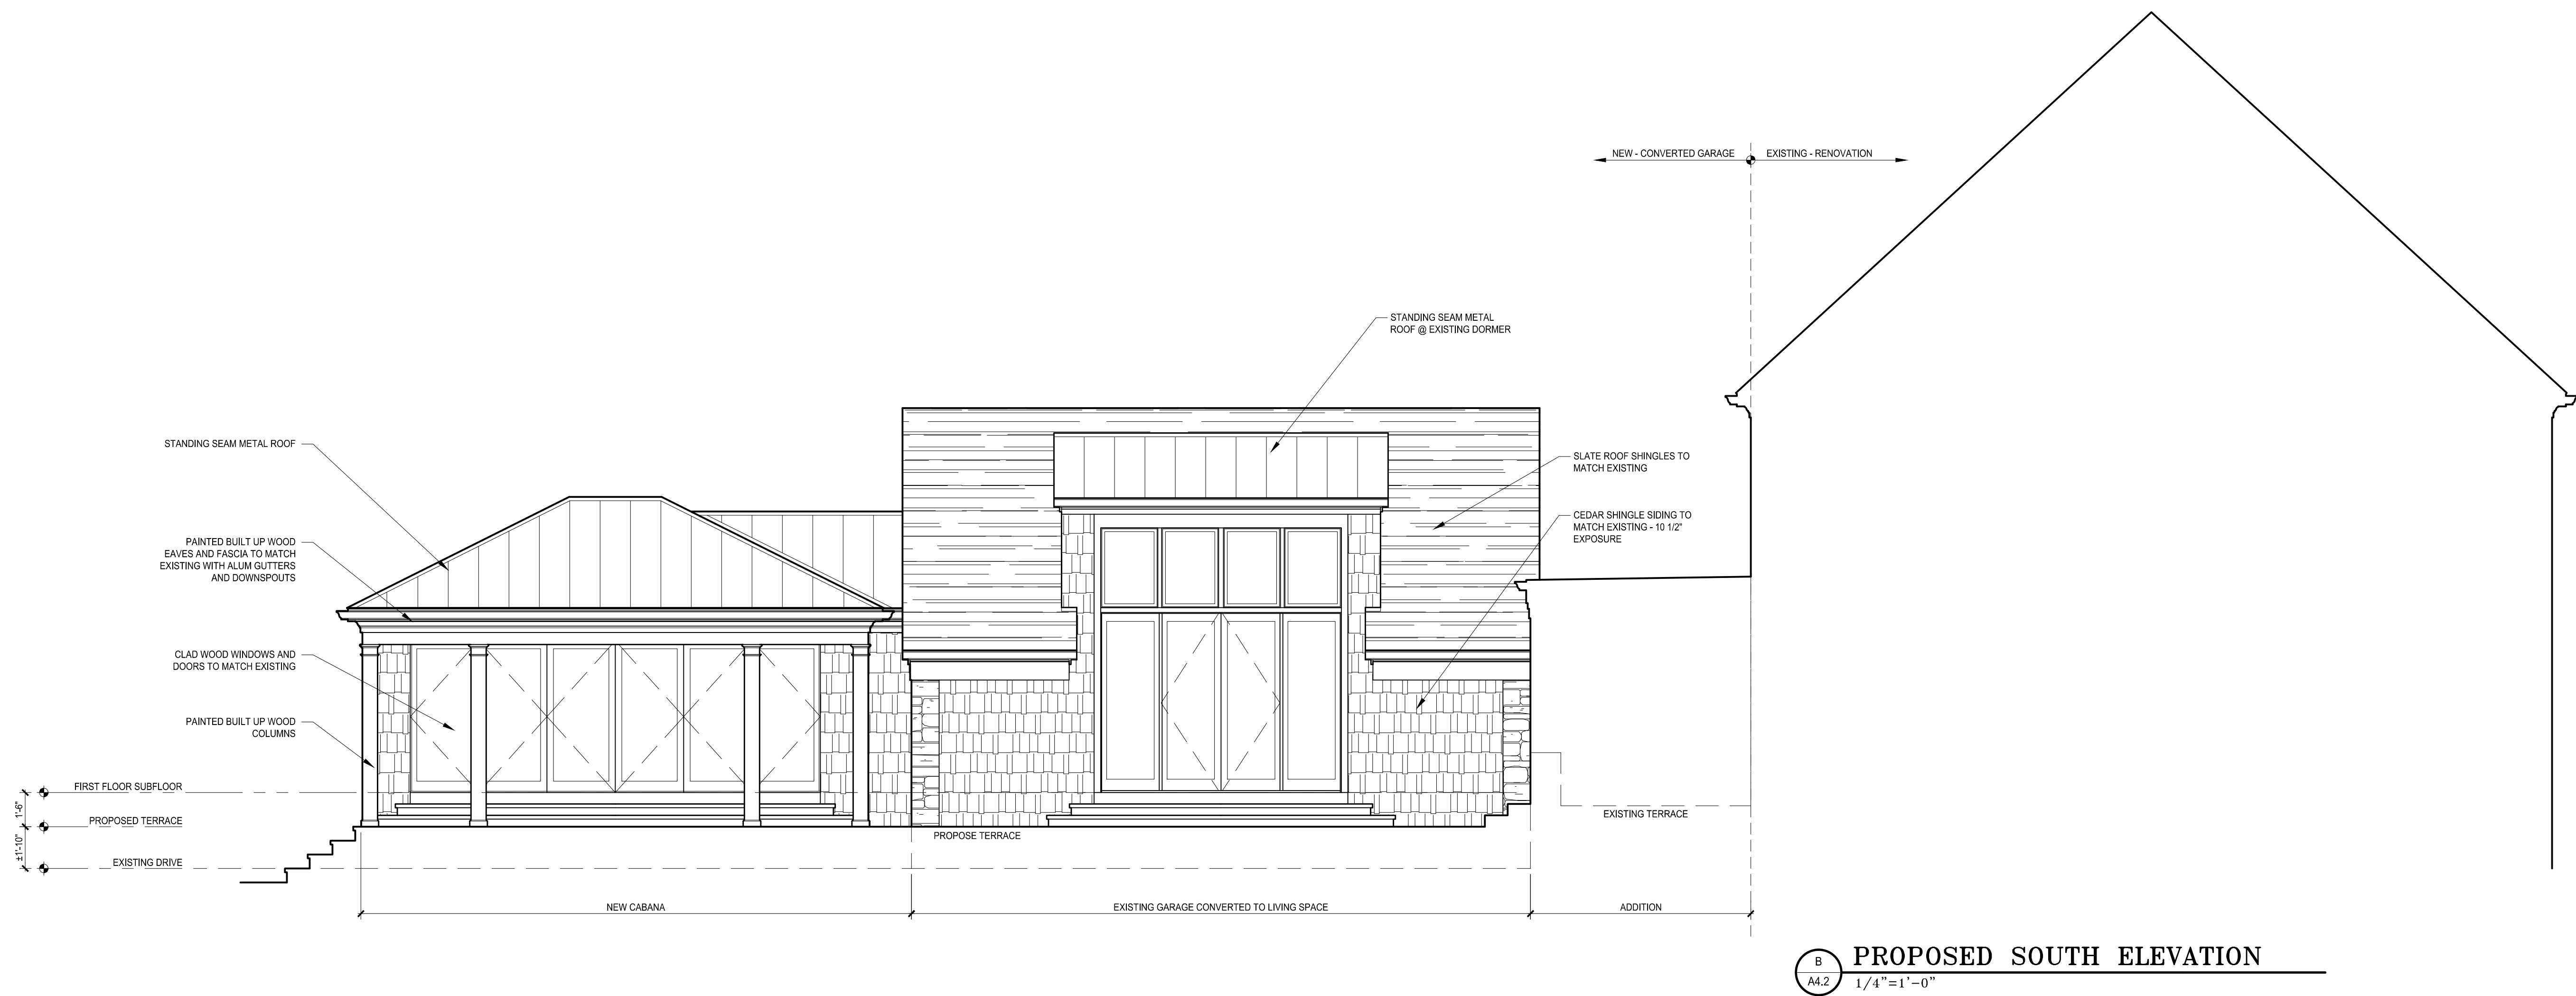 NEW - CONVERTED GARAGE
EXISTING - RENOVATION
STANDING SEAM METAL
ROOF @ EXISTING DORMER
STANDING SEAM METAL ROOF
SLATE ROOF SHINGLES TO
MATCH EXISTING
CEDAR SHINGLE SIDING TO
MATCH EXISTING - 10 1/2"
EXPOSURE
PAINTED BUILT UP WOOD
EAVES AND FASCIA TO MATCH
EXISTING WITH ALUM GUTTERS
AND DOWNSPOUTS
CLAD WOOD WINDOWS AND
DOORS TO MATCH EXISTING
PAINTED BUILT UP WOOD
COLUMNS
FIRST FLOOR SUBFLOOR
1'-6"
PROPOSED TERRACE
±1'-10"
EXISTING DRIVE
PROPOSE TERRACE
EXISTING TERRACE
NEW CABANA
EXISTING GARAGE CONVERTED TO LIVING SPACE
ADDITION
B
A4.2
PROPOSED SOUTH ELEVATION
1/4"=1'-0"